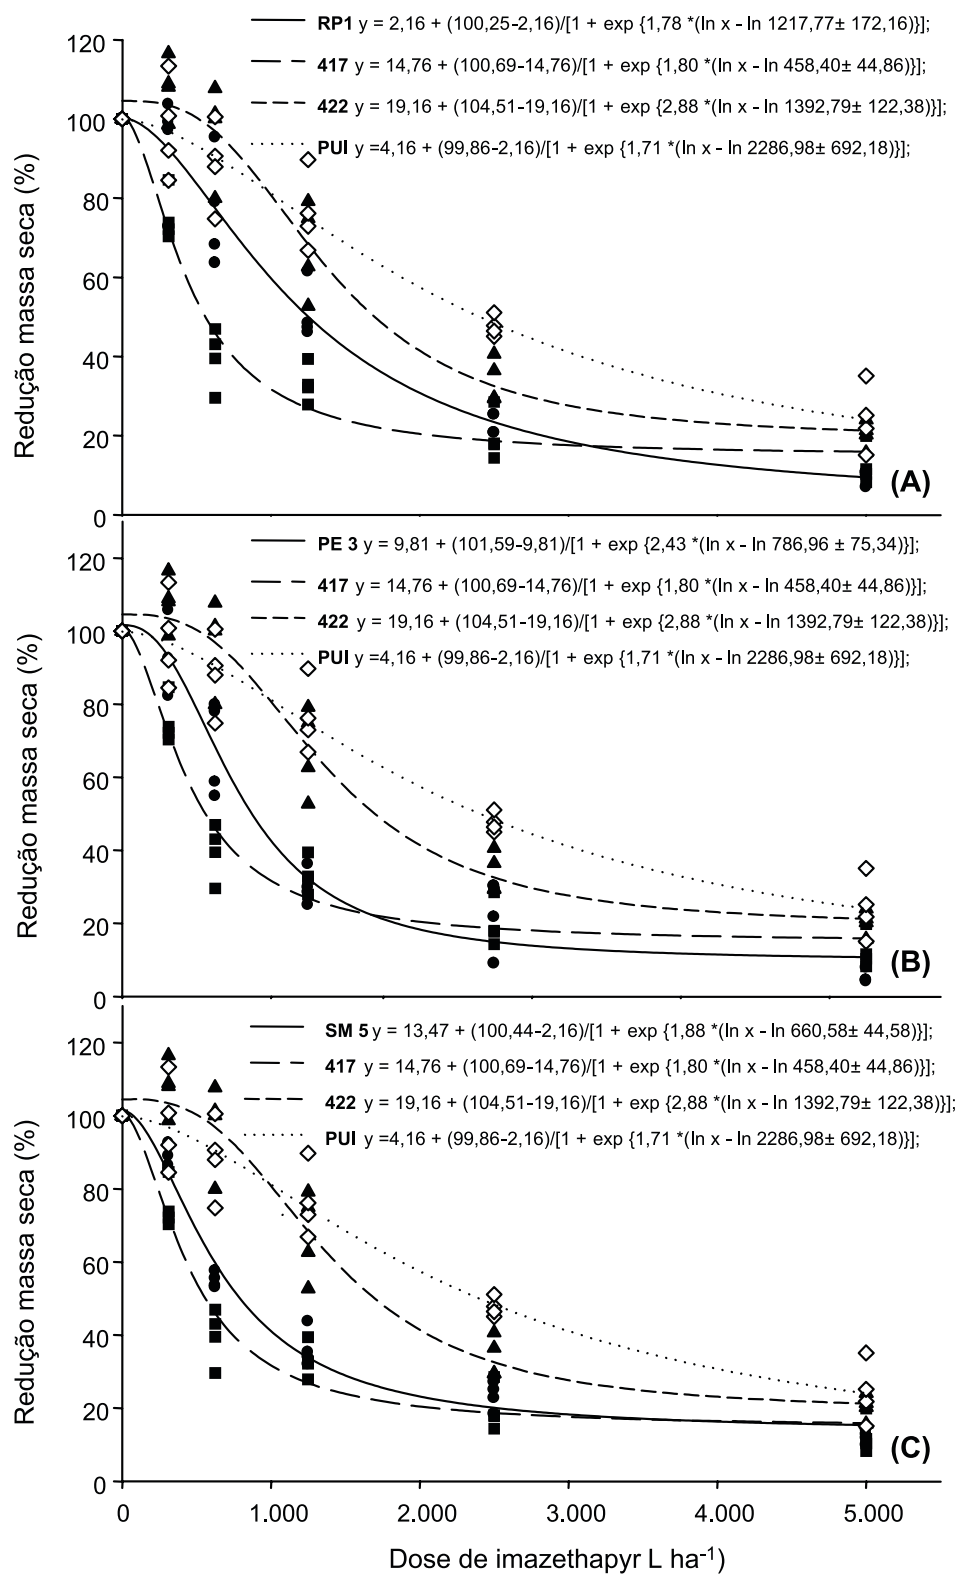 RP1 y = 2,16 + (100,25-2,16)/[1 + exp {1,78 *(ln x - ln 1217,77± 172,16)}];
417 y = 14,76 + (100,69-14,76)/[1 + exp {1,80 *(ln x - ln 458,40± 44,86)}];
422 y = 19,16 + (104,51-19,16)/[1 + exp {2,88 *(ln x - ln 1392,79± 122,38)}];
PUI y =4,16 + (99,86-2,16)/[1 + exp {1,71 *(ln x - ln 2286,98± 692,18)}];
120
100
80
60
40
20
0
Redução massa seca (%)
(A)
PE 3 y = 9,81 + (101,59-9,81)/[1 + exp {2,43 *(ln x - ln 786,96 ± 75,34)}];
417 y = 14,76 + (100,69-14,76)/[1 + exp {1,80 *(ln x - ln 458,40± 44,86)}];
422 y = 19,16 + (104,51-19,16)/[1 + exp {2,88 *(ln x - ln 1392,79± 122,38)}];
PUI y =4,16 + (99,86-2,16)/[1 + exp {1,71 *(ln x - ln 2286,98± 692,18)}];
120
100
80
60
40
20
0
Redução massa seca (%)
(B)
SM 5 y = 13,47 + (100,44-2,16)/[1 + exp {1,88 *(ln x - ln 660,58± 44,58)}];
417 y = 14,76 + (100,69-14,76)/[1 + exp {1,80 *(ln x - ln 458,40± 44,86)}];
422 y = 19,16 + (104,51-19,16)/[1 + exp {2,88 *(ln x - ln 1392,79± 122,38)}];
PUI y =4,16 + (99,86-2,16)/[1 + exp {1,71 *(ln x - ln 2286,98± 692,18)}];
120
100
80
60
40
20
0
Redução massa seca (%)
(C)
0 1.000 2.000 3.000 4.000 5.000
Dose de imazethapyr L ha⁻¹)